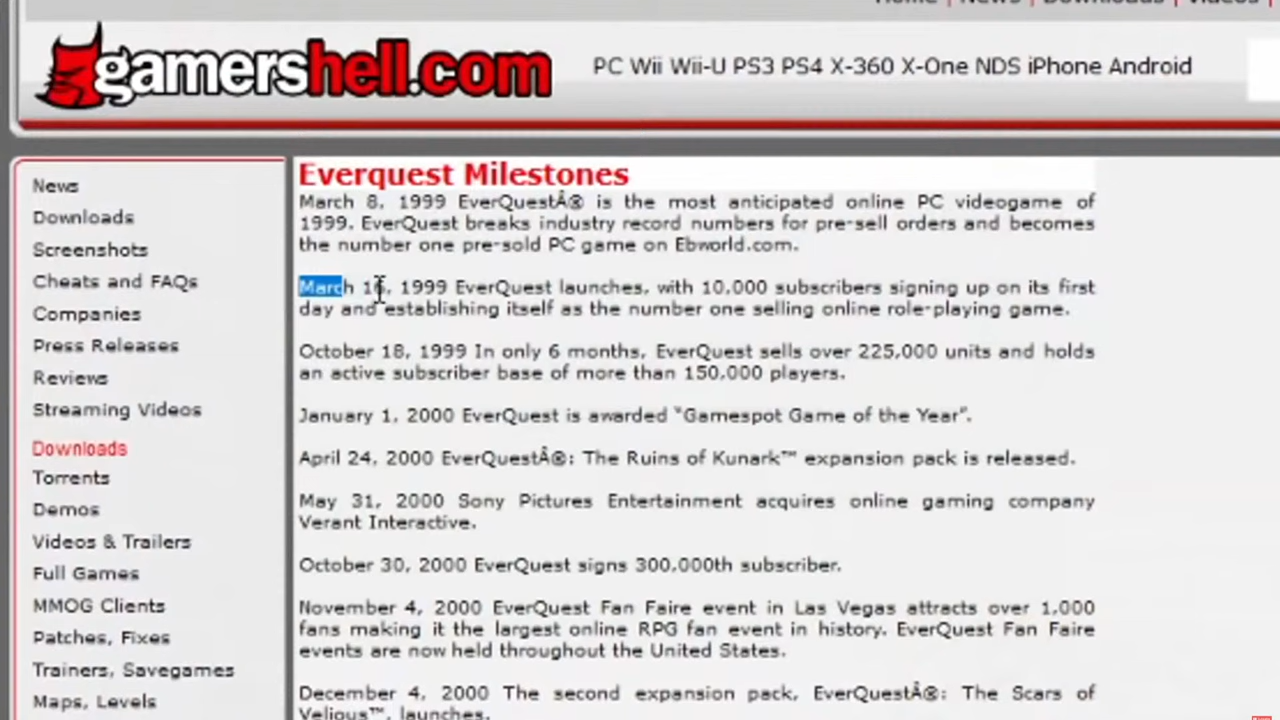 Home | News | Downloads | Videos |
gamershell.com
PC Wii Wii-U PS3 PS4 X-360 X-One NDS iPhone Android
News
Downloads
Screenshots
Cheats and FAQs
Companies
Press Releases
Reviews
Streaming Videos
Downloads
Torrents
Demos
Videos & Trailers
Full Games
MMOG Clients
Patches, Fixes
Trainers, Savegames
Maps, Levels
Everquest Milestones
March 8, 1999 EverQuestÂ® is the most anticipated online PC videogame of
1999. EverQuest breaks industry record numbers for pre-sell orders and becomes
the number one pre-sold PC game on Ebworld.com.
March 16, 1999 EverQuest launches, with 10,000 subscribers signing up on its first
day and establishing itself as the number one selling online role-playing game.
October 18, 1999 In only 6 months, EverQuest sells over 225,000 units and holds
an active subscriber base of more than 150,000 players.
January 1, 2000 EverQuest is awarded "Gamespot Game of the Year".
April 24, 2000 EverQuestÂ®: The Ruins of Kunark™ expansion pack is released.
May 31, 2000 Sony Pictures Entertainment acquires online gaming company
Verant Interactive.
October 30, 2000 EverQuest signs 300,000th subscriber.
November 4, 2000 EverQuest Fan Faire event in Las Vegas attracts over 1,000
fans making it the largest online RPG fan event in history. EverQuest Fan Faire
events are now held throughout the United States.
December 4, 2000 The second expansion pack, EverQuestÂ®: The Scars of
Velious™, launches.